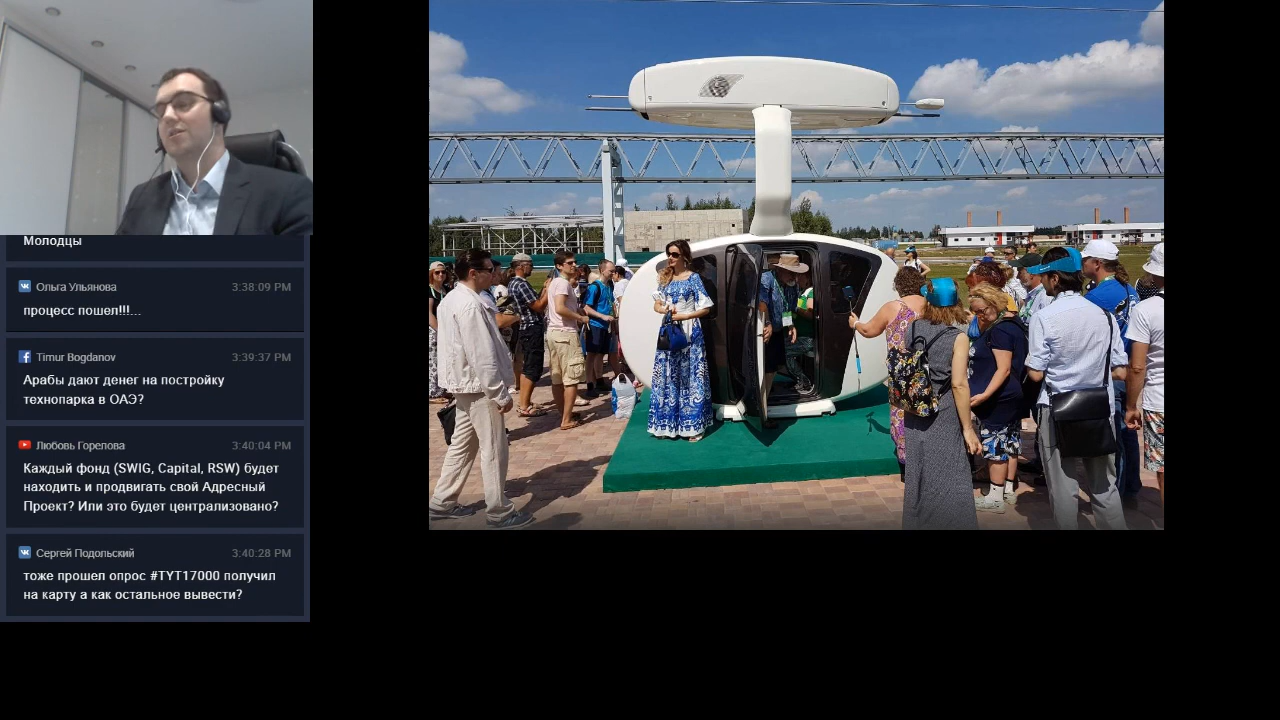 Молодцы
Ольга Ульянова 3:38:09 PM
процесс пошел!!!...
Timur Bogdanov 3:39:37 PM
Арабы дают денег на постройку
технопарка в ОАЭ?
Любовь Горелова 3:40:04 PM
Каждый фонд (SWIG, Capital, RSW) будет
находить и продвигать свой Адресный
Проект? Или это будет централизовано?
Сергей Подольский 3:40:28 PM
тоже прошел опрос #TYT17000 получил
на карту а как остальное вывести?